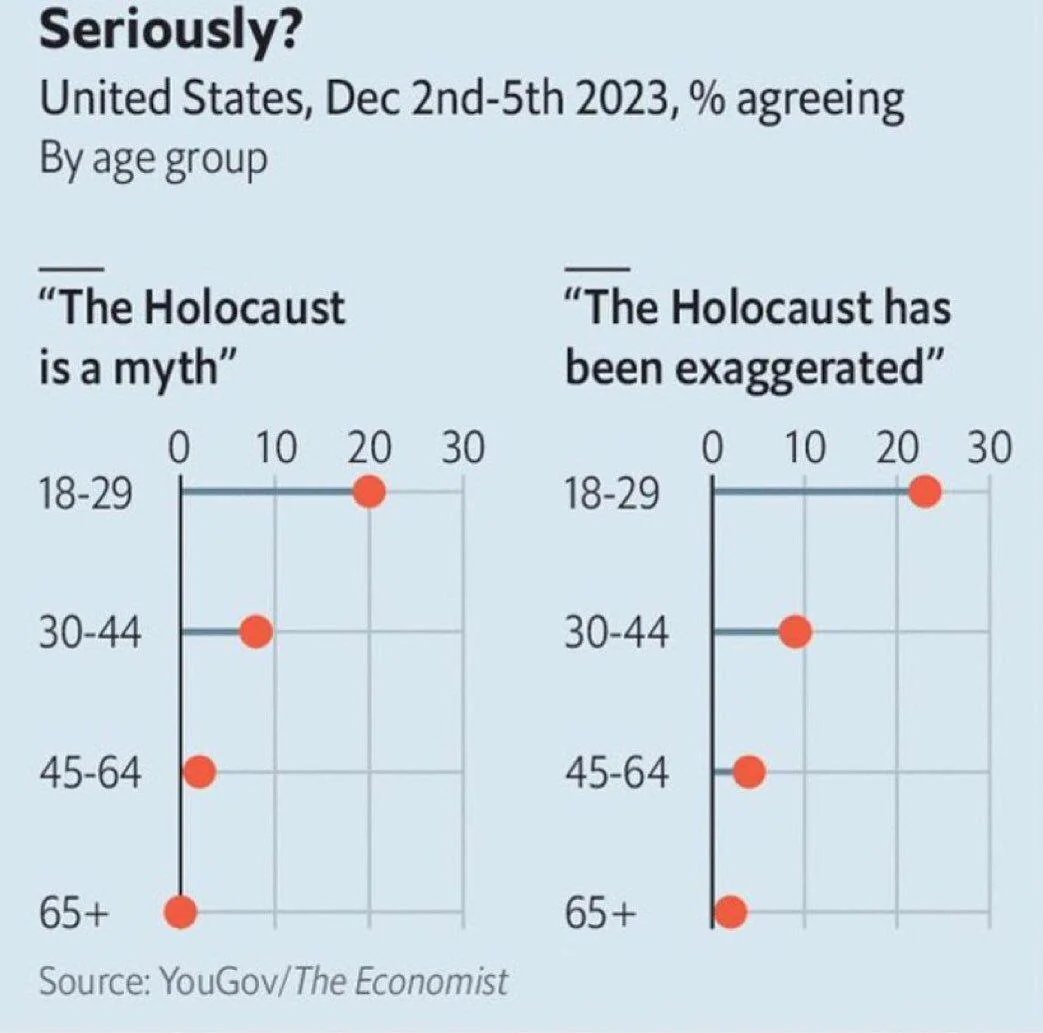 Seriously?
United States, Dec 2nd-5th 2023, % agreeing
By age group
“The Holocaust
is a myth”
0 10 20 30
18-29
30-44
45-64
65+
“The Holocaust has
been exaggerated”
0 10 20 30
18-29
30-44
45-64
65+
Source: YouGov/The Economist